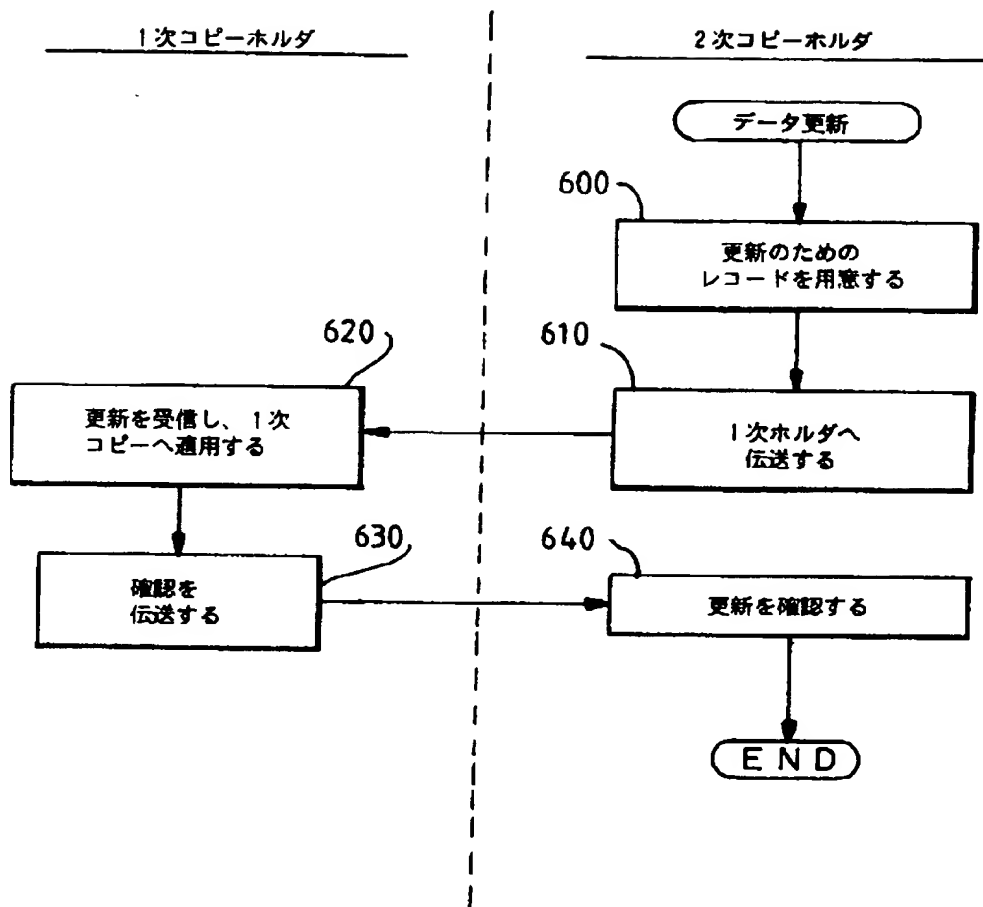 1次コピーホルダ
2次コピーホルダ
データ更新
600
更新のための
レコードを用意する
610
1次ホルダへ
伝送する
620
更新を受信し、1次
コピーへ適用する
630
確認を
伝送する
640
更新を確認する
END